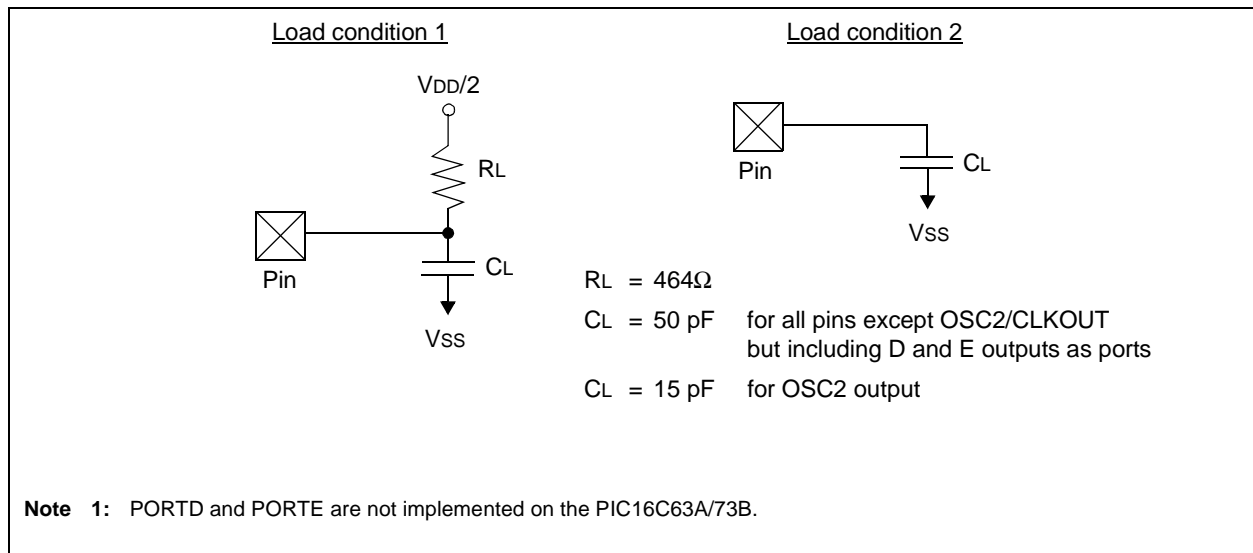 Load condition 1
VDD/2
RL
Pin
CL
VSS
Load condition 2
Pin
CL
VSS
RL = 464Ω
CL = 50 pF for all pins except OSC2/CLKOUT
but including D and E outputs as ports
CL = 15 pF for OSC2 output
Note 1: PORTD and PORTE are not implemented on the PIC16C63A/73B.